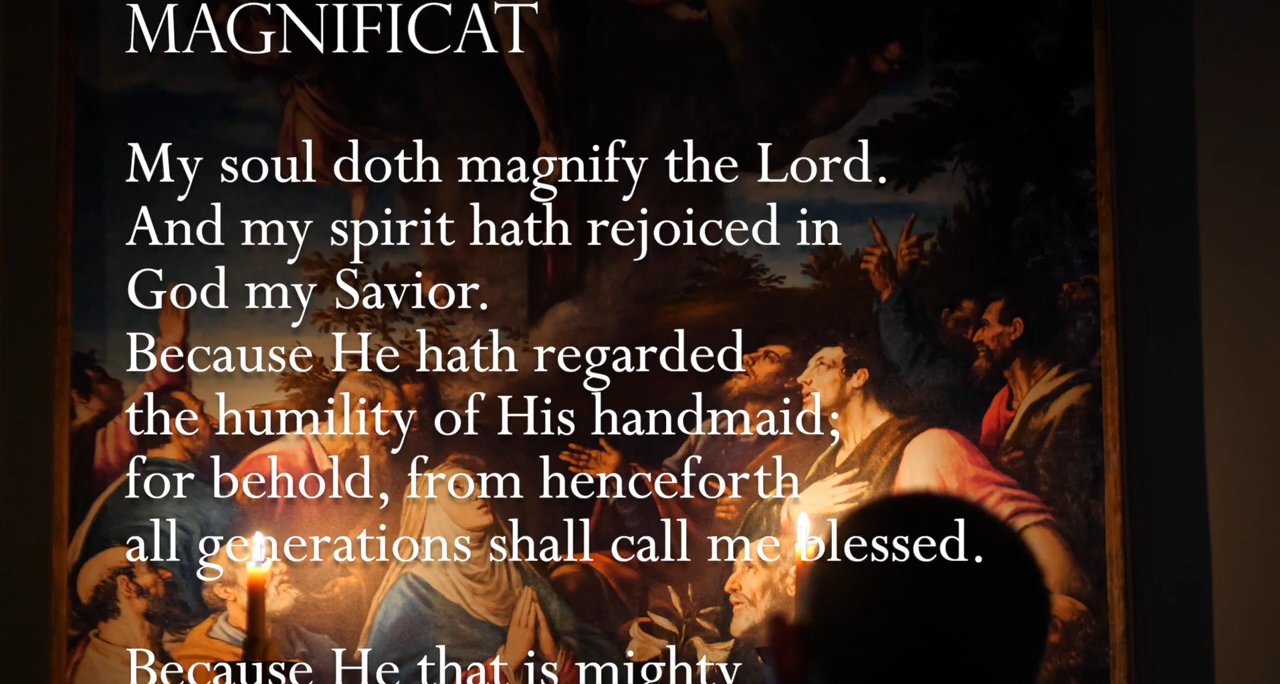 MAGNIFICAT
My soul doth magnify the Lord.
And my spirit hath rejoiced in
God my Savior.
Because He hath regarded
the humility of His handmaid;
for behold, from henceforth
all generations shall call me blessed.
Because He that is mighty